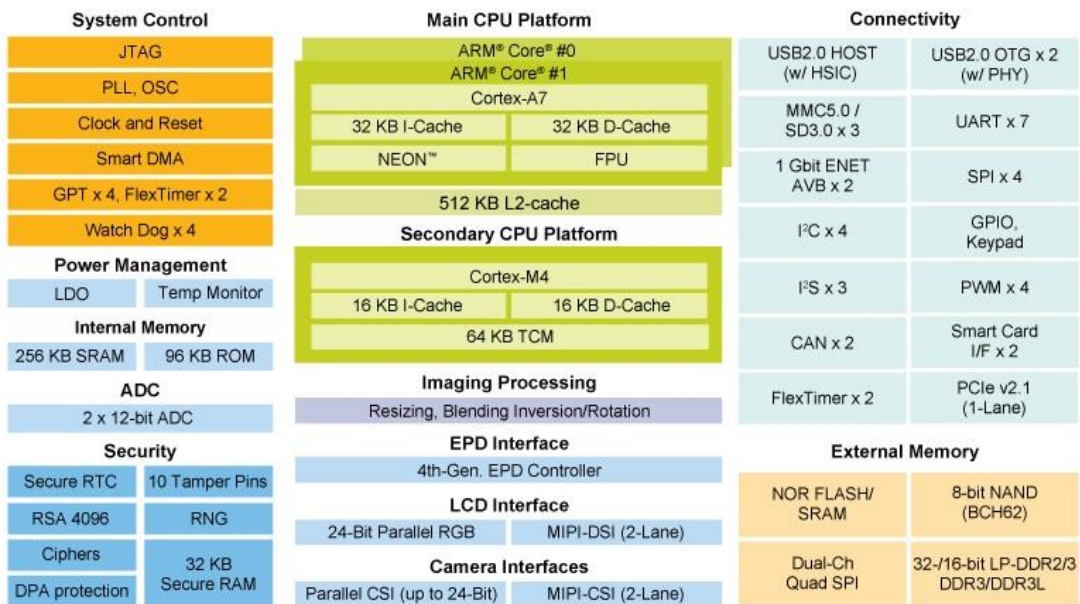 System Control
JTAG
PLL, OSC
Clock and Reset
Smart DMA
GPT x 4, FlexTimer x 2
Watch Dog x 4
Power Management
LDO
Temp Monitor
Internal Memory
256 KB SRAM
96 KB ROM
ADC
2 x 12-bit ADC
Security
Secure RTC
10 Tamper Pins
RSA 4096
RNG
Ciphers
DPA protection
32 KB
Secure RAM
Main CPU Platform
ARM® Core® #0
ARM® Core® #1
Cortex-A7
32 KB I-Cache
32 KB D-Cache
NEON™
FPU
512 KB L2-cache
Secondary CPU Platform
Cortex-M4
16 KB I-Cache
16 KB D-Cache
64 KB TCM
Imaging Processing
Resizing, Blending Inversion/Rotation
EPD Interface
4th-Gen. EPD Controller
LCD Interface
24-Bit Parallel RGB
MIPI-DSI (2-Lane)
Camera Interfaces
Parallel CSI (up to 24-Bit)
MIPI-CSI (2-Lane)
Connectivity
USB2.0 HOST
(w/ HSIC)
USB2.0 OTG x 2
(w/ PHY)
MMC5.0 /
SD3.0 x 3
UART x 7
1 Gbit ENET
AVB x 2
SPI x 4
I²C x 4
GPIO,
Keypad
I²S x 3
PWM x 4
CAN x 2
Smart Card
I/F x 2
FlexTimer x 2
PCIe v2.1
(1-Lane)
External Memory
NOR FLASH/
SRAM
8-bit NAND
(BCH62)
Dual-Ch
Quad SPI
32-/16-bit LP-DDR2/3
DDR3/DDR3L